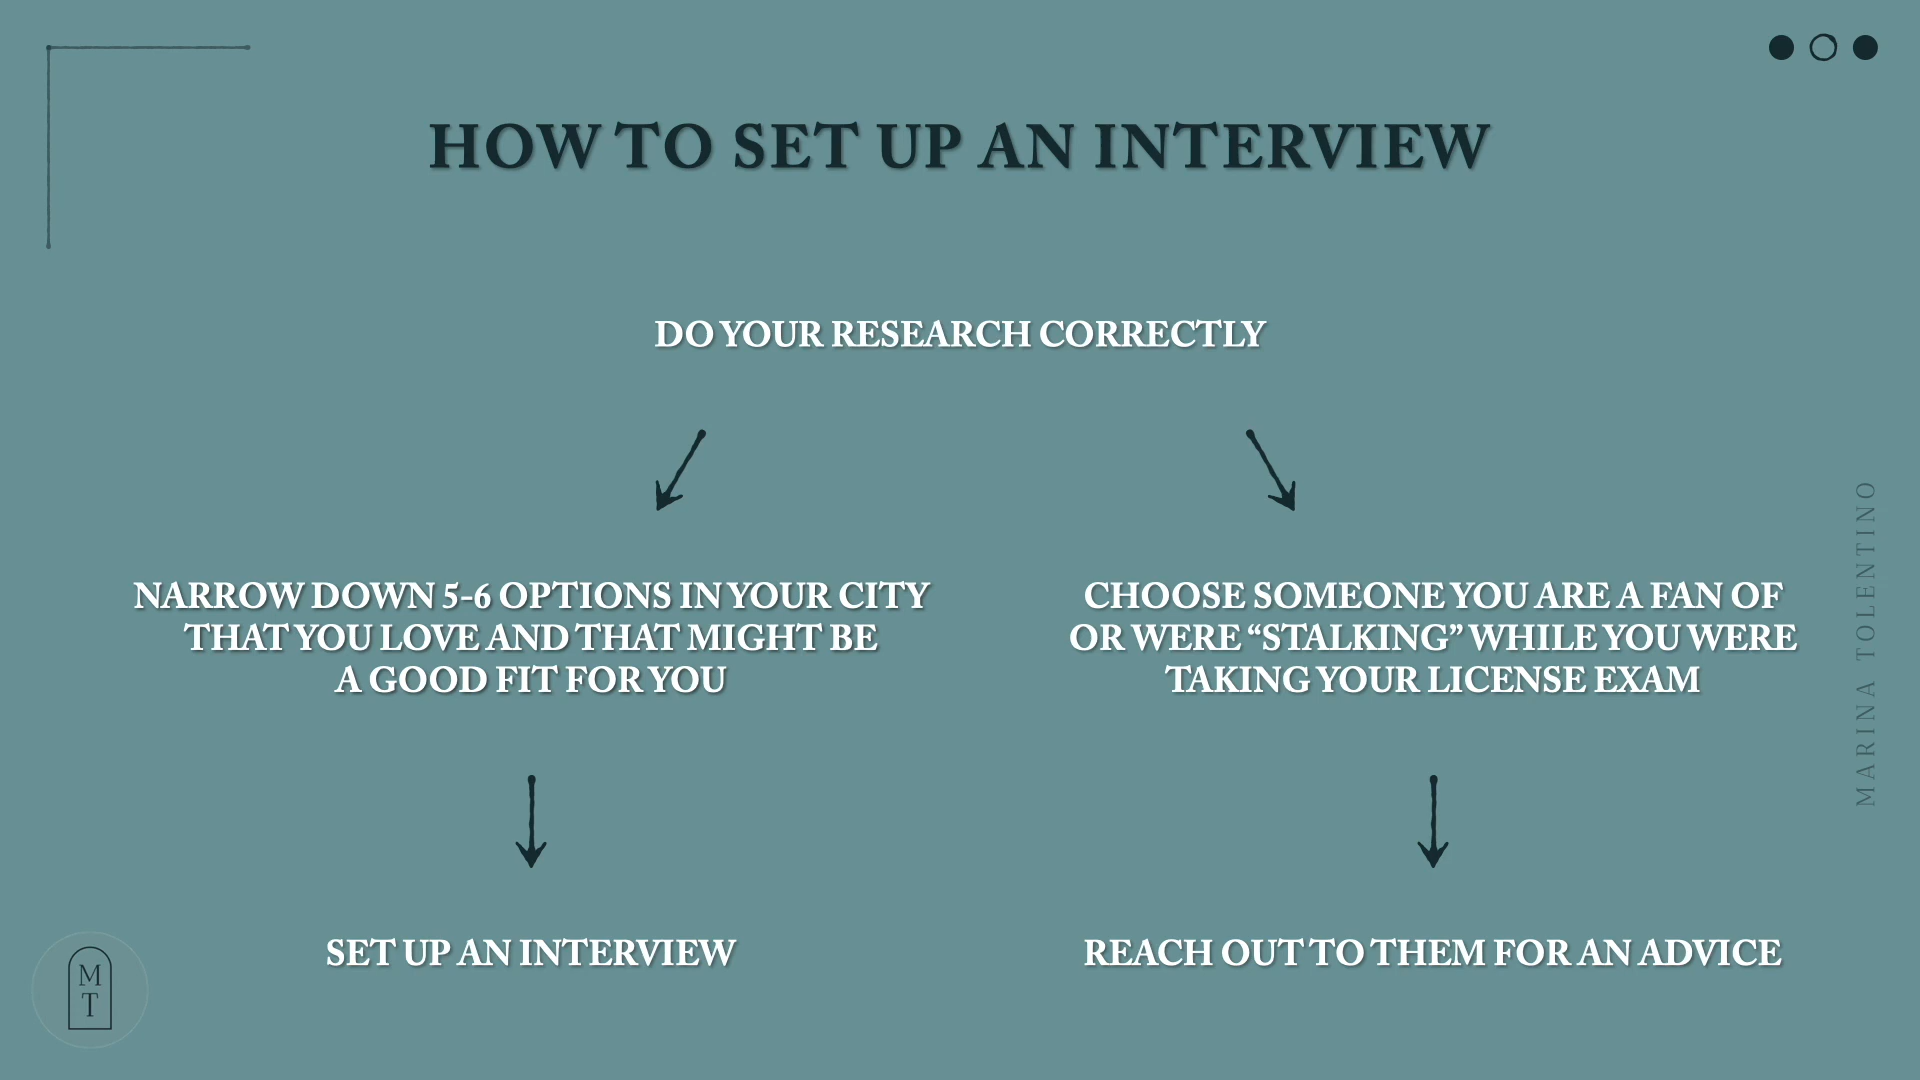 HOW TO SET UP AN INTERVIEW
DO YOUR RESEARCH CORRECTLY
NARROW DOWN 5-6 OPTIONS IN YOUR CITY
THAT YOU LOVE AND THAT MIGHT BE
A GOOD FIT FOR YOU
CHOOSE SOMEONE YOU ARE A FAN OF
OR WERE “STALKING” WHILE YOU WERE
TAKING YOUR LICENSE EXAM
SET UP AN INTERVIEW
REACH OUT TO THEM FOR AN ADVICE
MARINA TOLENTINO
M
T